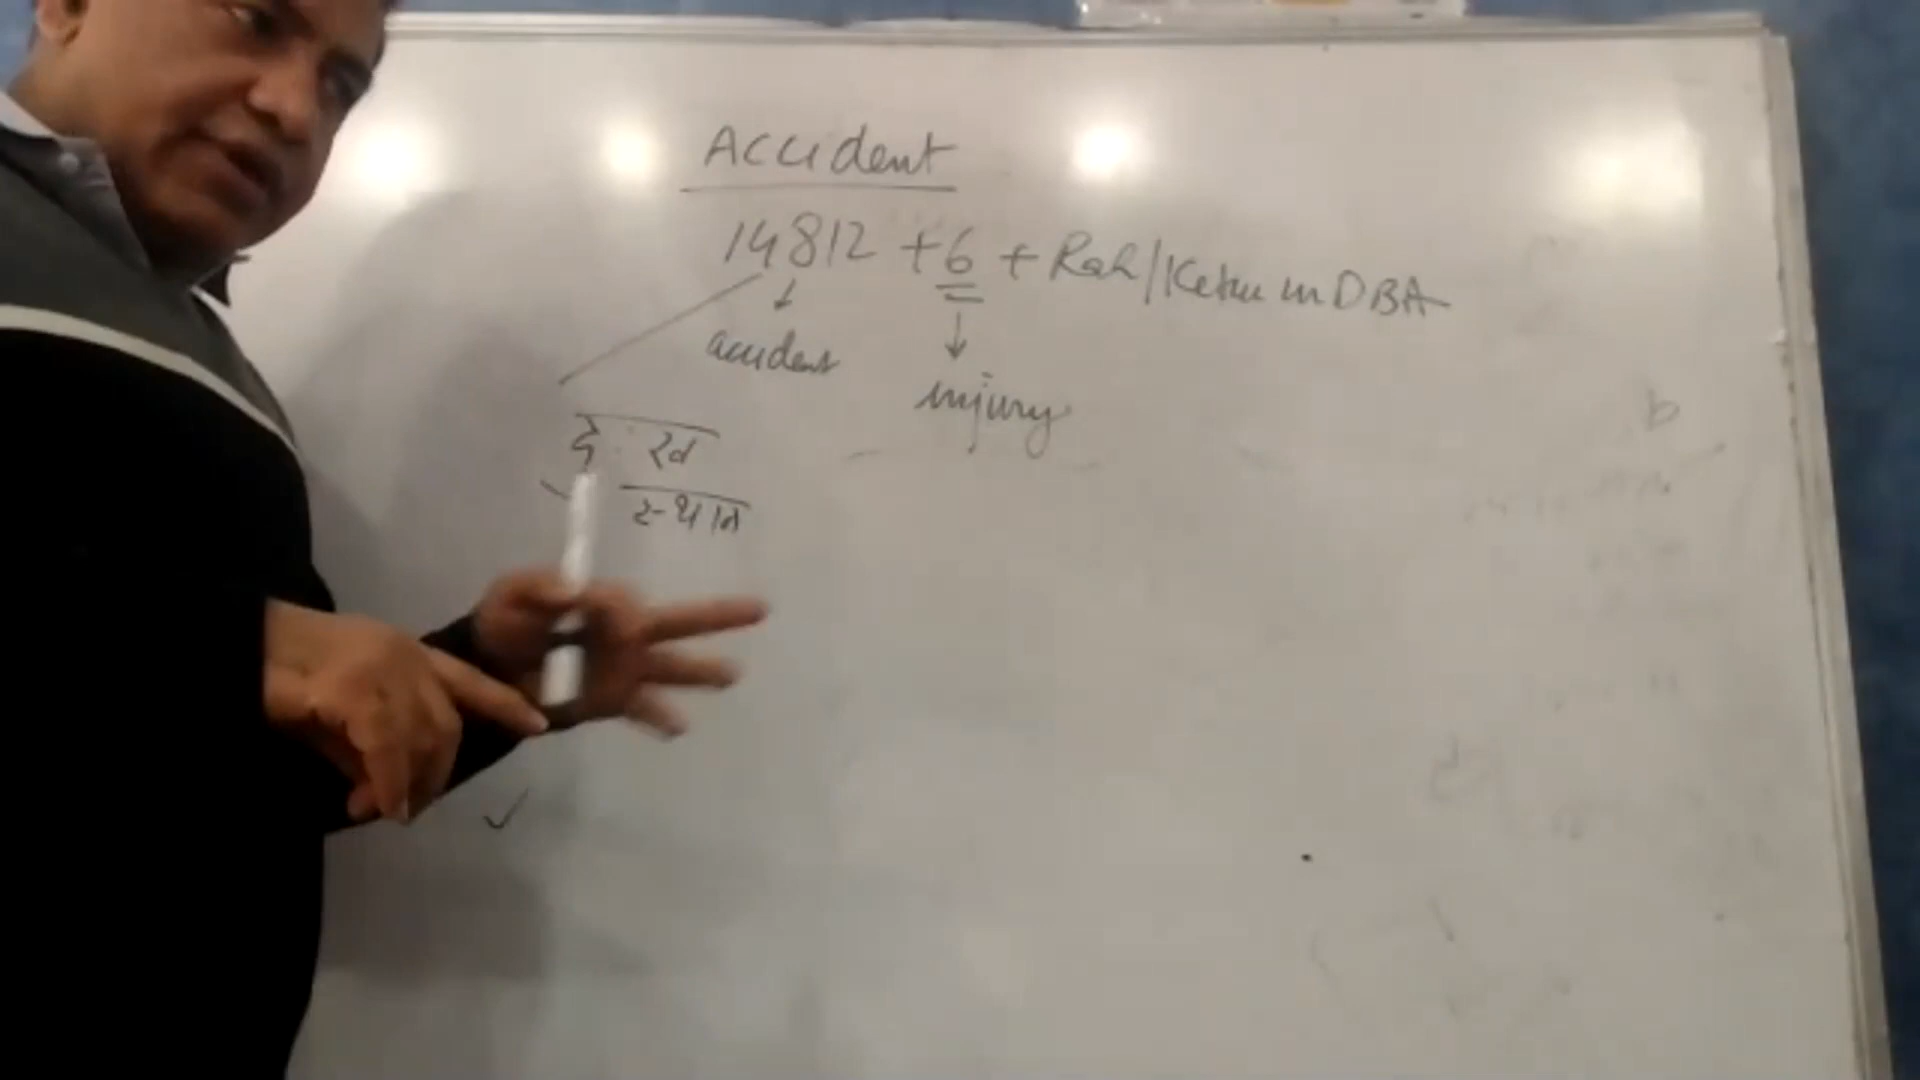 Accident
14812 + 6 + Rah/Ketu in DBA
accident
injury
स्थान